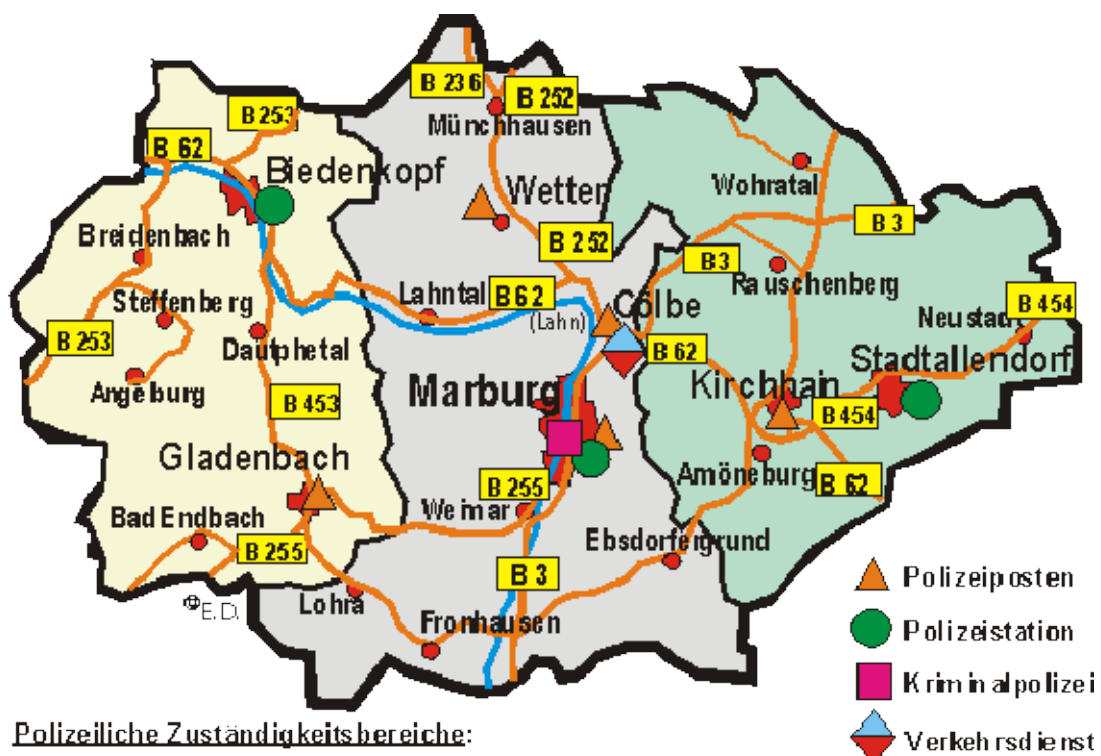 B 236
B 252
B 253
Münchhausen
B 62
Biedenkopf
Wetter
Wohratal
B 3
Breidenbach
B 252
B3
Rauschenberg
Steffenberg
Lahntal
B 62
(Lahn)
Cölbe
B 454
Neustadt
B 253
Dautphetal
B 62
Stadtallendorf
Angelburg
Marburg
Kirchhain
B 453
B 454
Gladenbach
Amöneburg
B 62
B 255
Weimar
Bad Endbach
B 255
Ebsdorfergrund
B 3
Polizeiposten
E.D.
Lohra
Fronhausen
Polizeistation
Kriminalpolizei
Polizeiliche Zuständigkeitsbereiche:
Verkehrsdienst